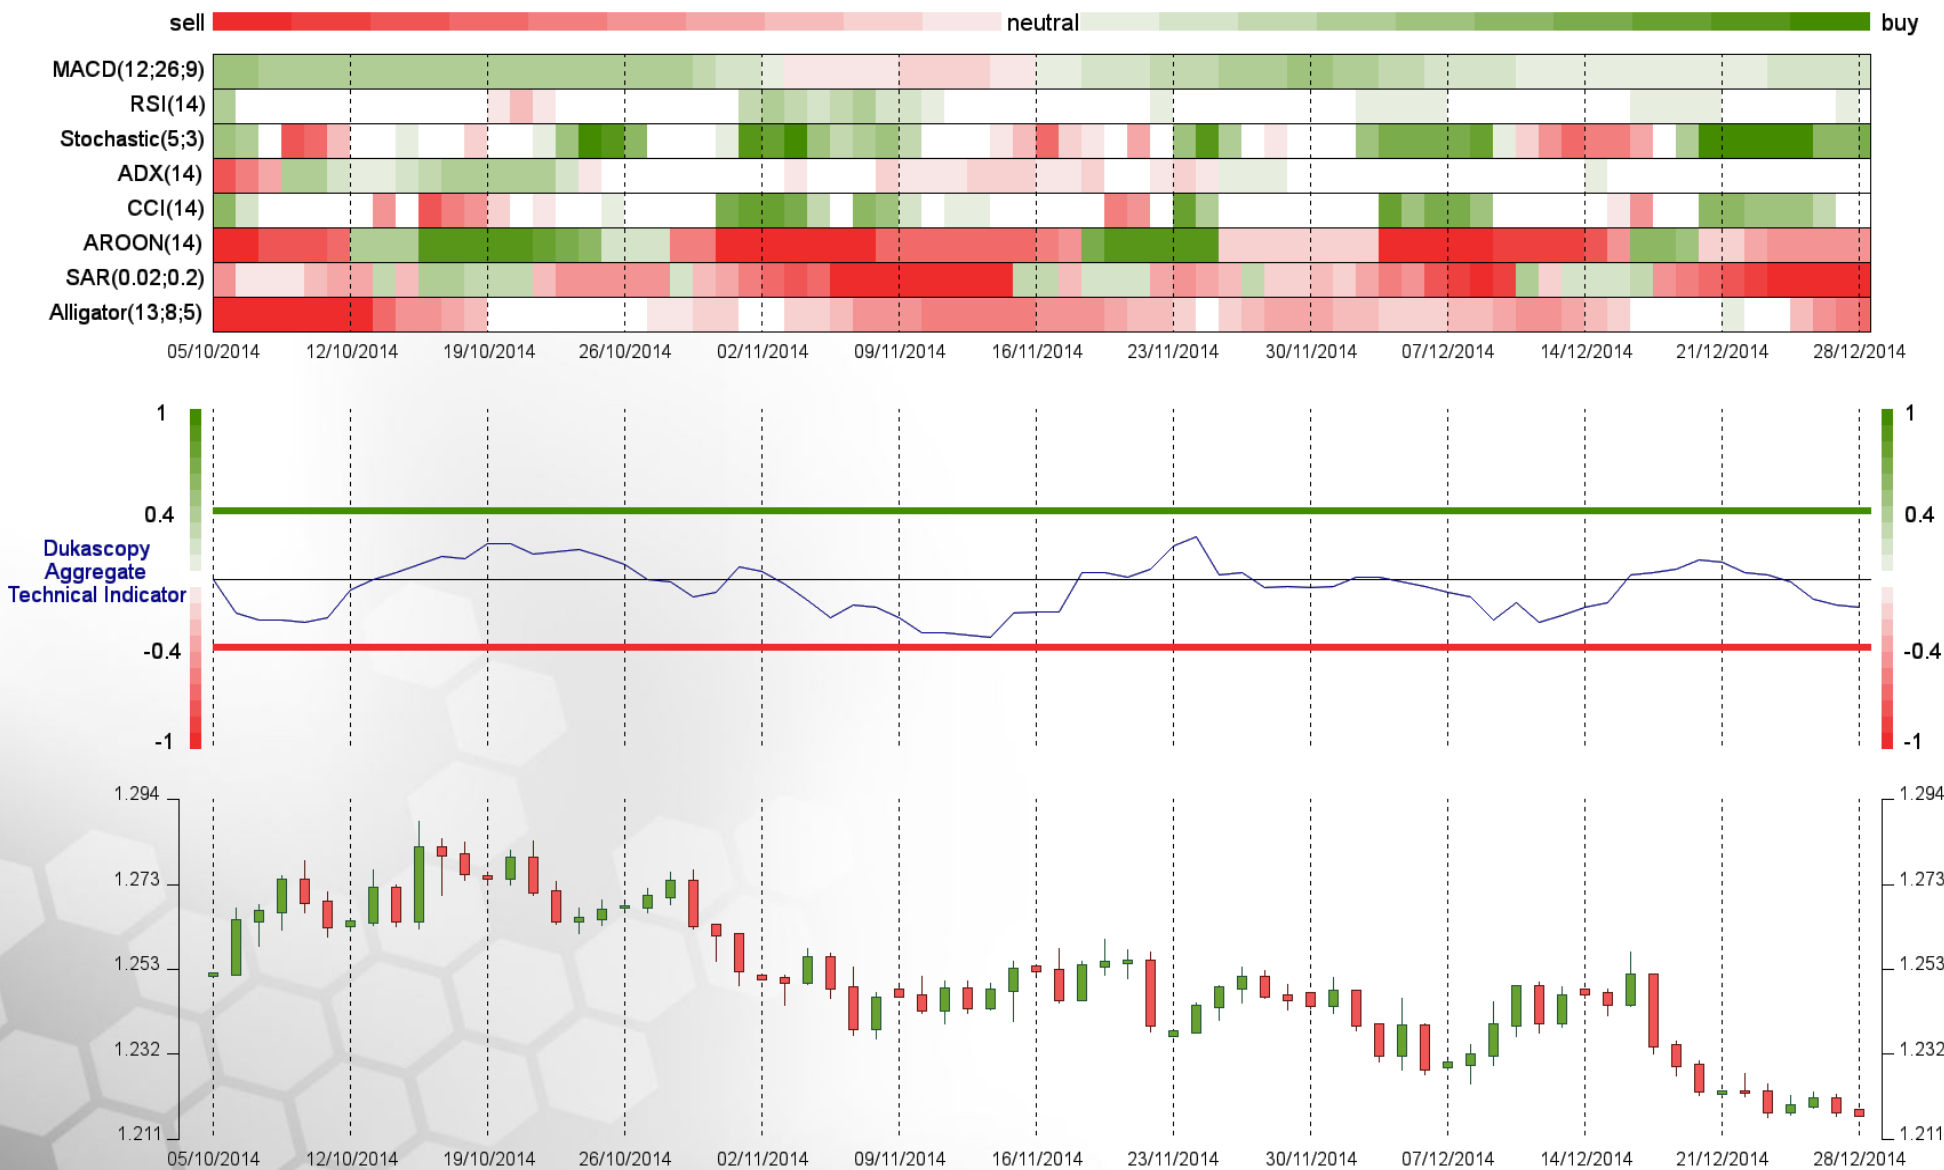 sell neutral buy
MACD(12;26;9)
RSI(14)
Stochastic(5;3)
ADX(14)
CCI(14)
AROON(14)
SAR(0.02;0.2)
Alligator(13;8;5)
05/10/2014 12/10/2014 19/10/2014 26/10/2014 02/11/2014 09/11/2014 16/11/2014 23/11/2014 30/11/2014 07/12/2014 14/12/2014 21/12/2014 28/12/2014
1 1
0.4 0.4
Dukascopy
Aggregate
Technical Indicator
-0.4 -0.4
-1 -1
1.294 1.294
1.273 1.273
1.253 1.253
1.232 1.232
1.211 1.211
05/10/2014 12/10/2014 19/10/2014 26/10/2014 02/11/2014 09/11/2014 16/11/2014 23/11/2014 30/11/2014 07/12/2014 14/12/2014 21/12/2014 28/12/2014